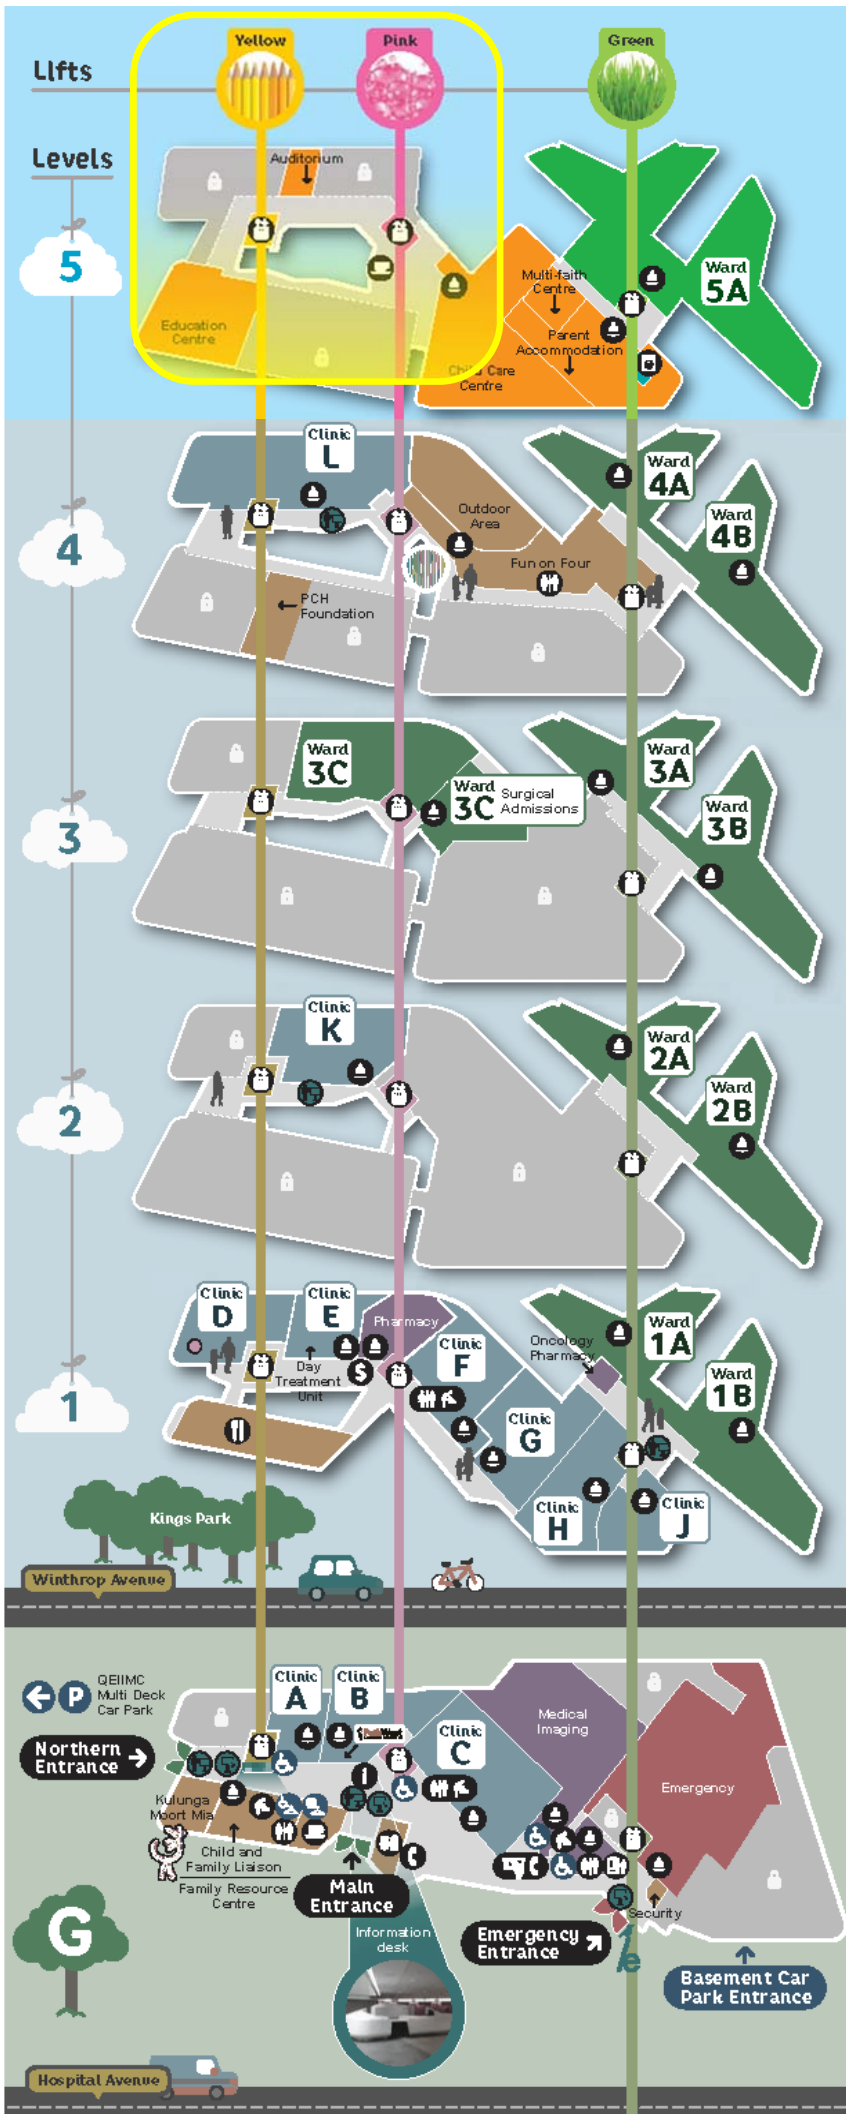 Yellow
Pink
Green
Lifts
Levels
Auditorium
5
Multi-faith
Centre
Ward
5A
Education
Centre
Parent
Accommodation
Child Care
Centre
Clinic
L
Ward
4A
Outdoor
Area
Ward
4B
4
Fun on Four
PCH
Foundation
Ward
3C
Ward
3A
Ward
3C
Surgical
Admissions
Ward
3B
3
Clinic
K
Ward
2A
Ward
2B
2
Clinic
D
Clinic
E
Pharmacy
Clinic
F
Oncology
Pharmacy
Ward
1A
Day
Treatment
Unit
Ward
1B
1
Clinic
G
Clinic
H
Clinic
J
Kings Park
Winthrop Avenue
QEIIMC
Multi Deck
Car Park
P
Clinic
A
Clinic
B
Medical
Imaging
Northern
Entrance
Clinic
C
Emergency
Kulunga
Moort Mia
Child and
Family Liaison
Family Resource
Centre
Main
Entrance
Security
G
Information
desk
Emergency
Entrance
Basement Car
Park Entrance
Hospital Avenue